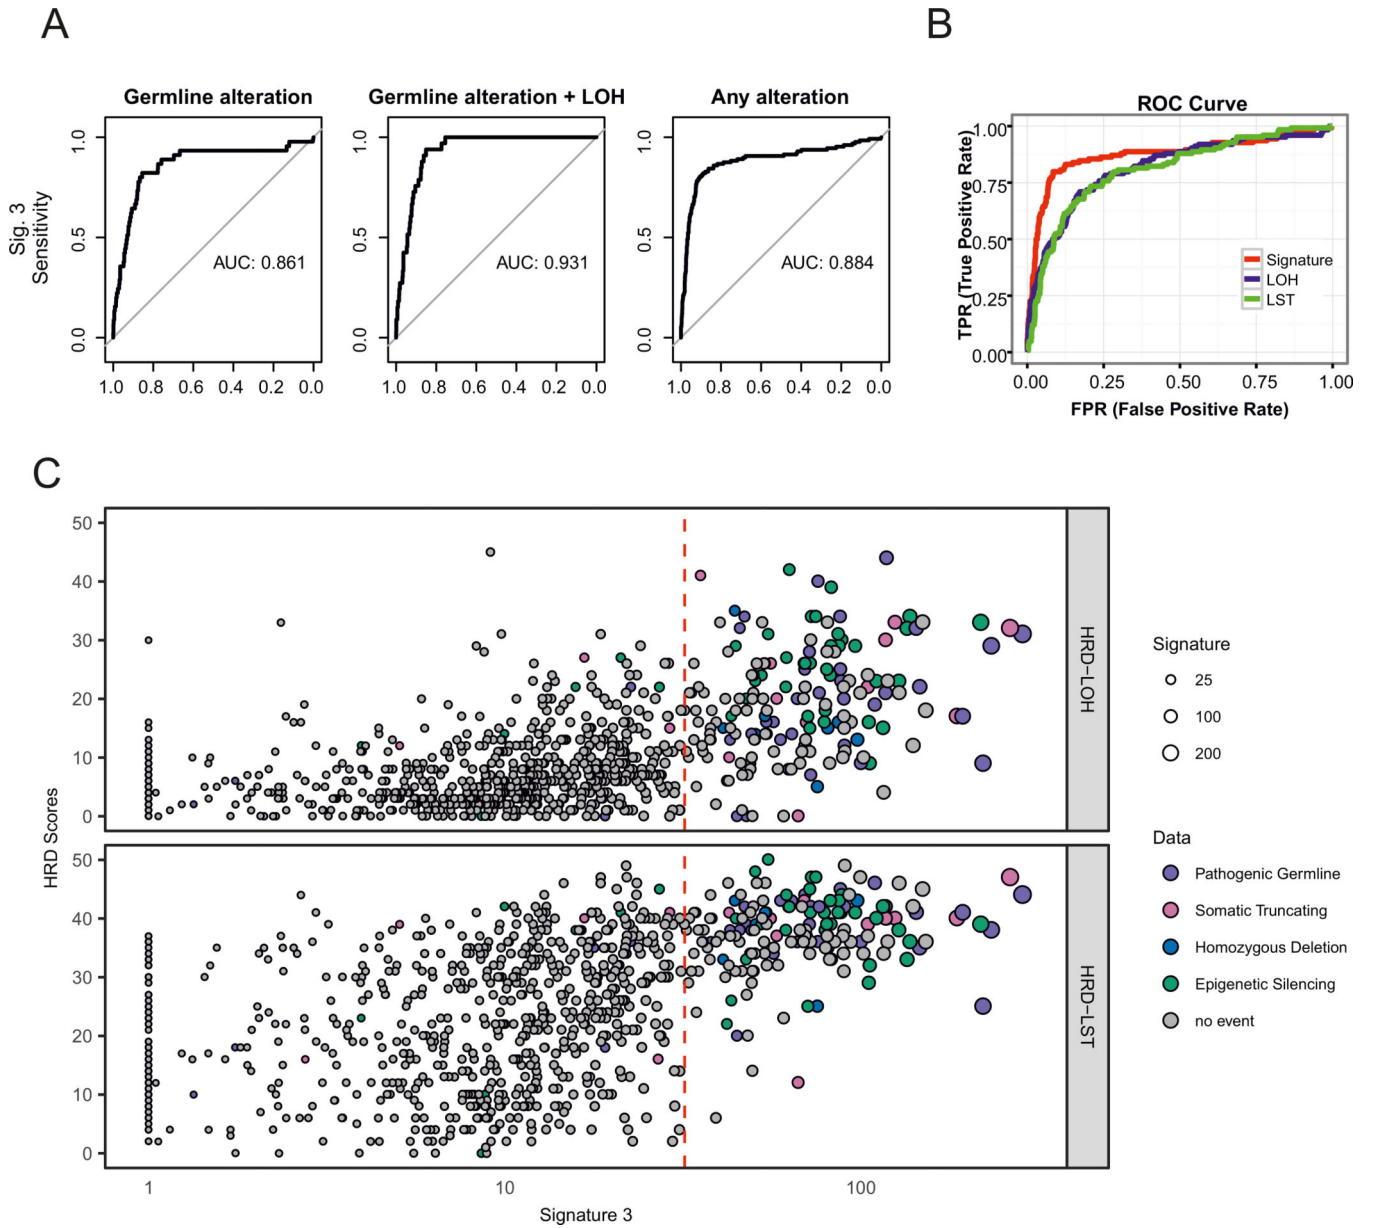 A
B
Germline alteration
Germline alteration + LOH
Any alteration
ROC Curve
Sig. 3
Sensitivity
1.0
0.5
0.0
AUC: 0.861
1.0 0.8 0.6 0.4 0.2 0.0
1.0
0.5
0.0
AUC: 0.931
1.0 0.8 0.6 0.4 0.2 0.0
1.0
0.5
0.0
AUC: 0.884
1.0 0.8 0.6 0.4 0.2 0.0
TPR (True Positive Rate)
1.00
0.75
0.50
0.25
0.00
Signature
LOH
LST
0.00 0.25 0.50 0.75 1.00
FPR (False Positive Rate)
C
HRD Scores
50
40
30
20
10
0
HRD-LOH
50
40
30
20
10
0
HRD-LST
1 10 100
Signature 3
Signature
25
100
200
Data
Pathogenic Germline
Somatic Truncating
Homozygous Deletion
Epigenetic Silencing
no event